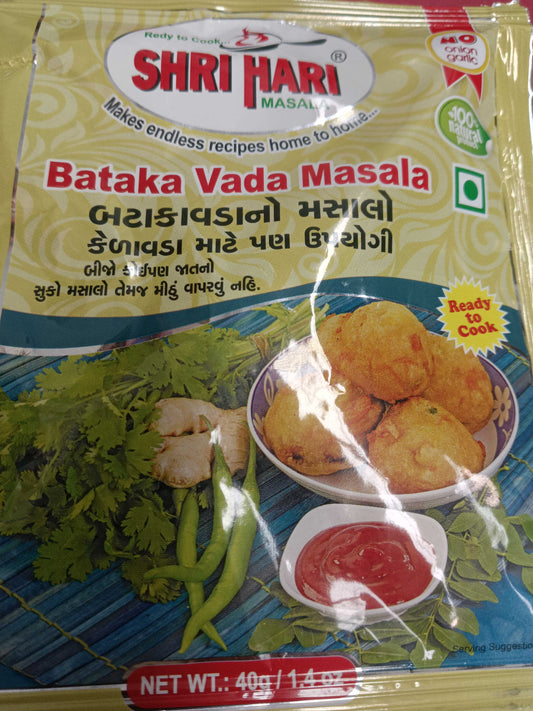 Redy to Cook...
SHRI HARI ®
MASALA
Makes endless recipes home to home...
NO
onion
garlic
100%
natural
Bataka Vada Masala
બટાકાવડાનો મસાલો
કેળાવડા માટે પણ ઉપયોગી
બીજો કોઈપણ જાતનો
સુકો મસાલો તેમજ મીઠું વાપરવું નહિ.
Ready
to
Cook
Serving Suggestion
NET WT.: 40g / 1.4 oz